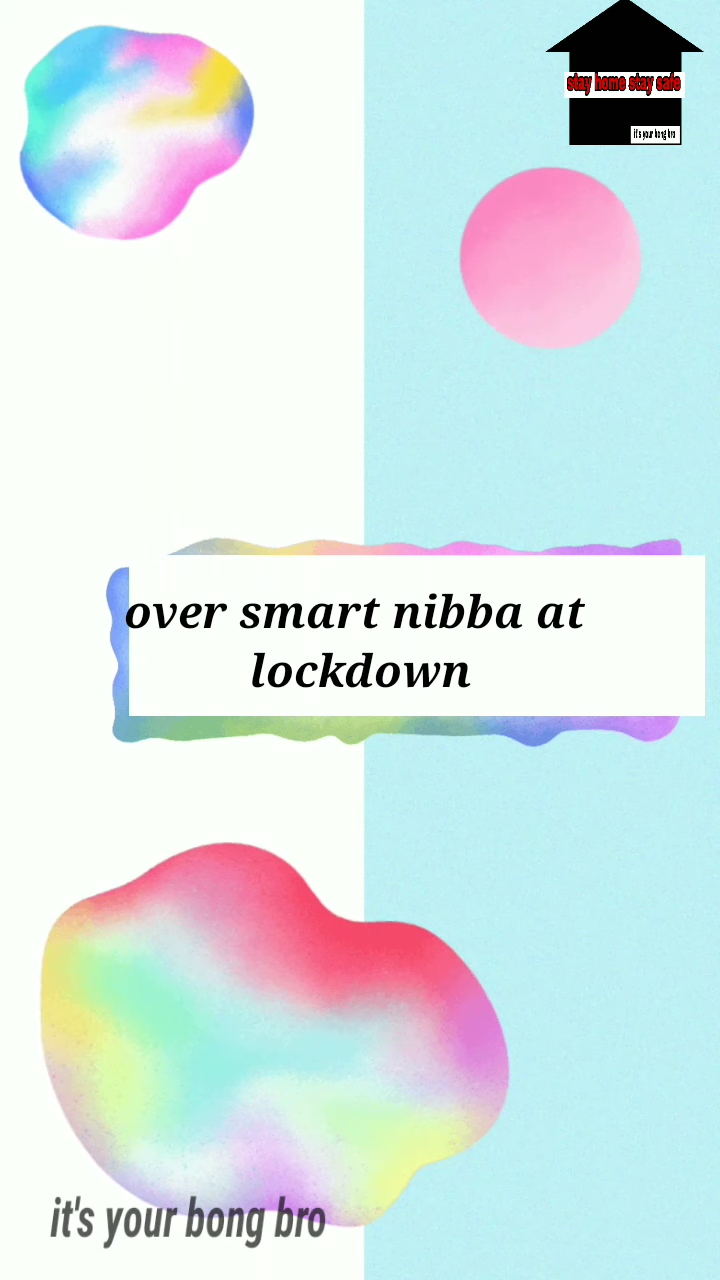 stay home stay safe
it's your bong bro
over smart nibba at
lockdown
it's your bong bro